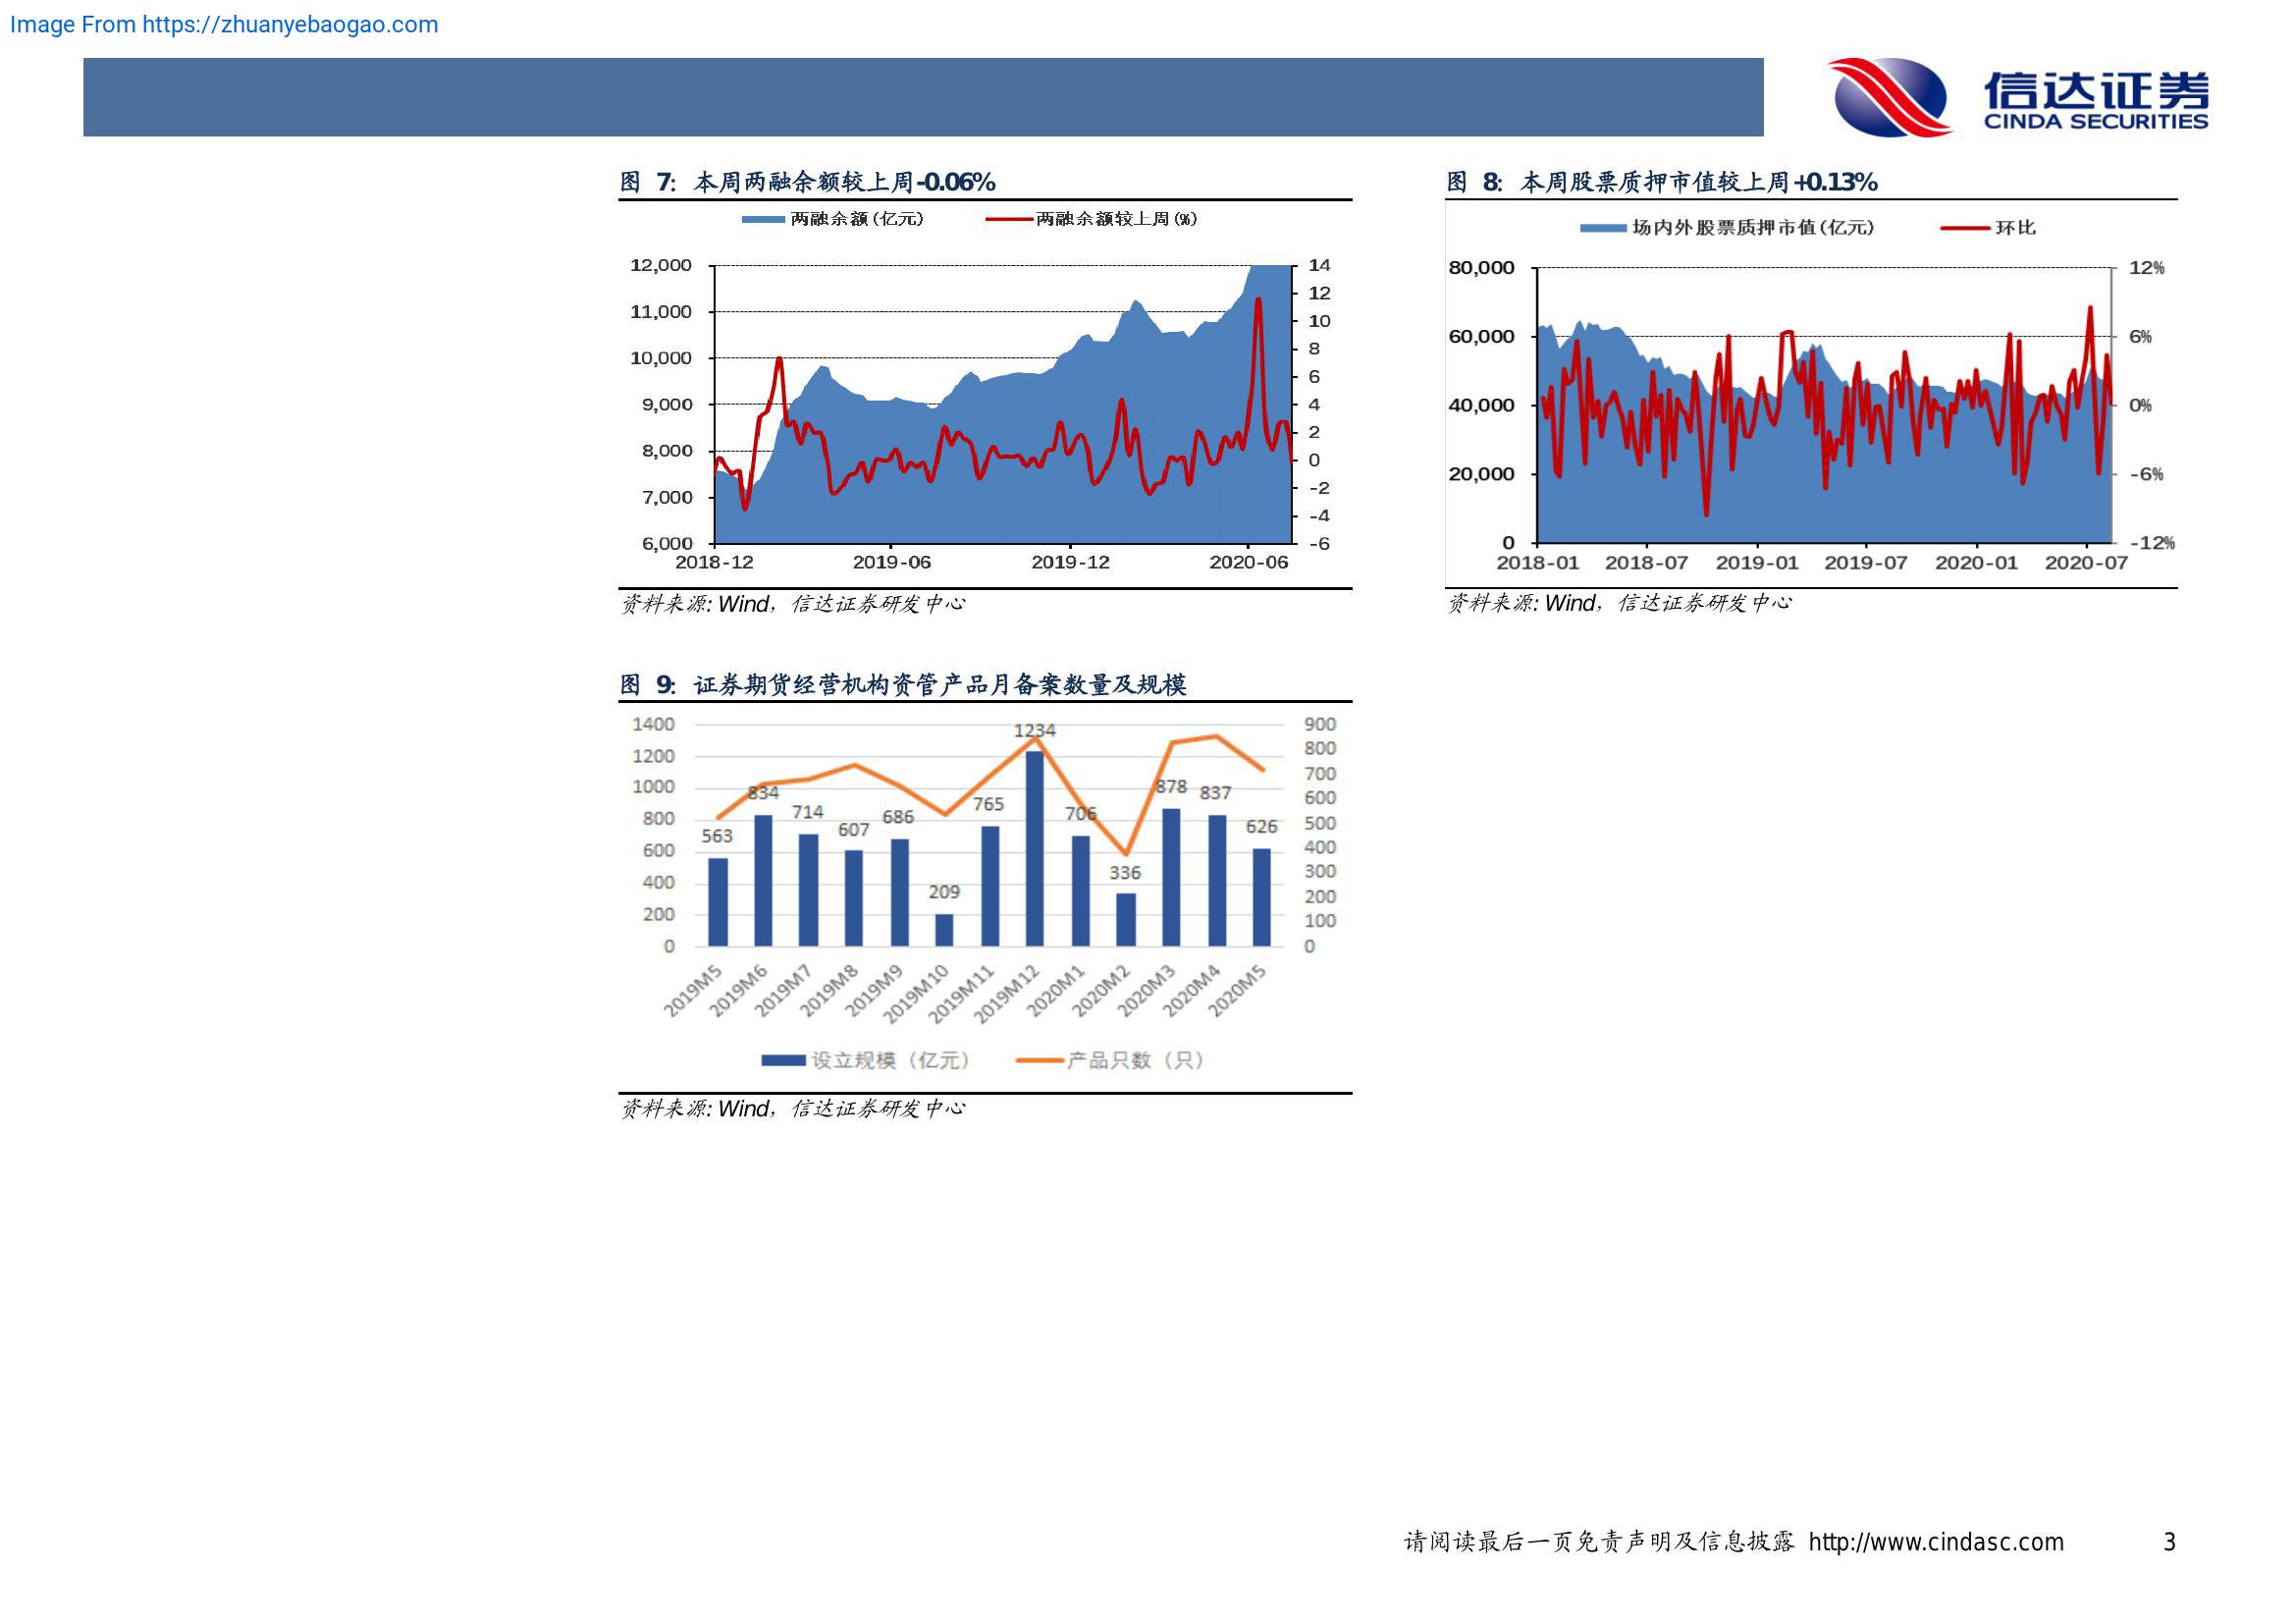 Image From https://zhuanyebaogao.com
信达证券
CINDA SECURITIES
图 7: 本周两融余额较上周-0.06%
两融余额(亿元) 两融余额较上周(%)
12,000 14
12
11,000
10
10,000 8
6
9,000 4
2
8,000
0
7,000 -2
-4
6,000 -6
2018-12 2019-06 2019-12 2020-06
资料来源: Wind, 信达证券研发中心
图 8: 本周股票质押市值较上周+0.13%
场内外股票质押市值(亿元) 环比
80,000 12%
60,000 6%
40,000 0%
20,000 -6%
0 -12%
2018-01 2018-07 2019-01 2019-07 2020-01 2020-07
资料来源: Wind, 信达证券研发中心
图 9: 证券期货经营机构资管产品月备案数量及规模
1400 900
1200 800
1000 700
800 600
600 500
400 400
200 300
0 200
100
0
563 834 714 607 686 209 765 1234 706 336 878 837 626
2019M5 2019M6 2019M7 2019M8 2019M9 2019M10 2019M11 2019M12 2020M1 2020M2 2020M3 2020M4 2020M5
设立规模（亿元） 产品只数（只）
资料来源: Wind, 信达证券研发中心
请阅读最后一页免责声明及信息披露 http://www.cindasc.com 3